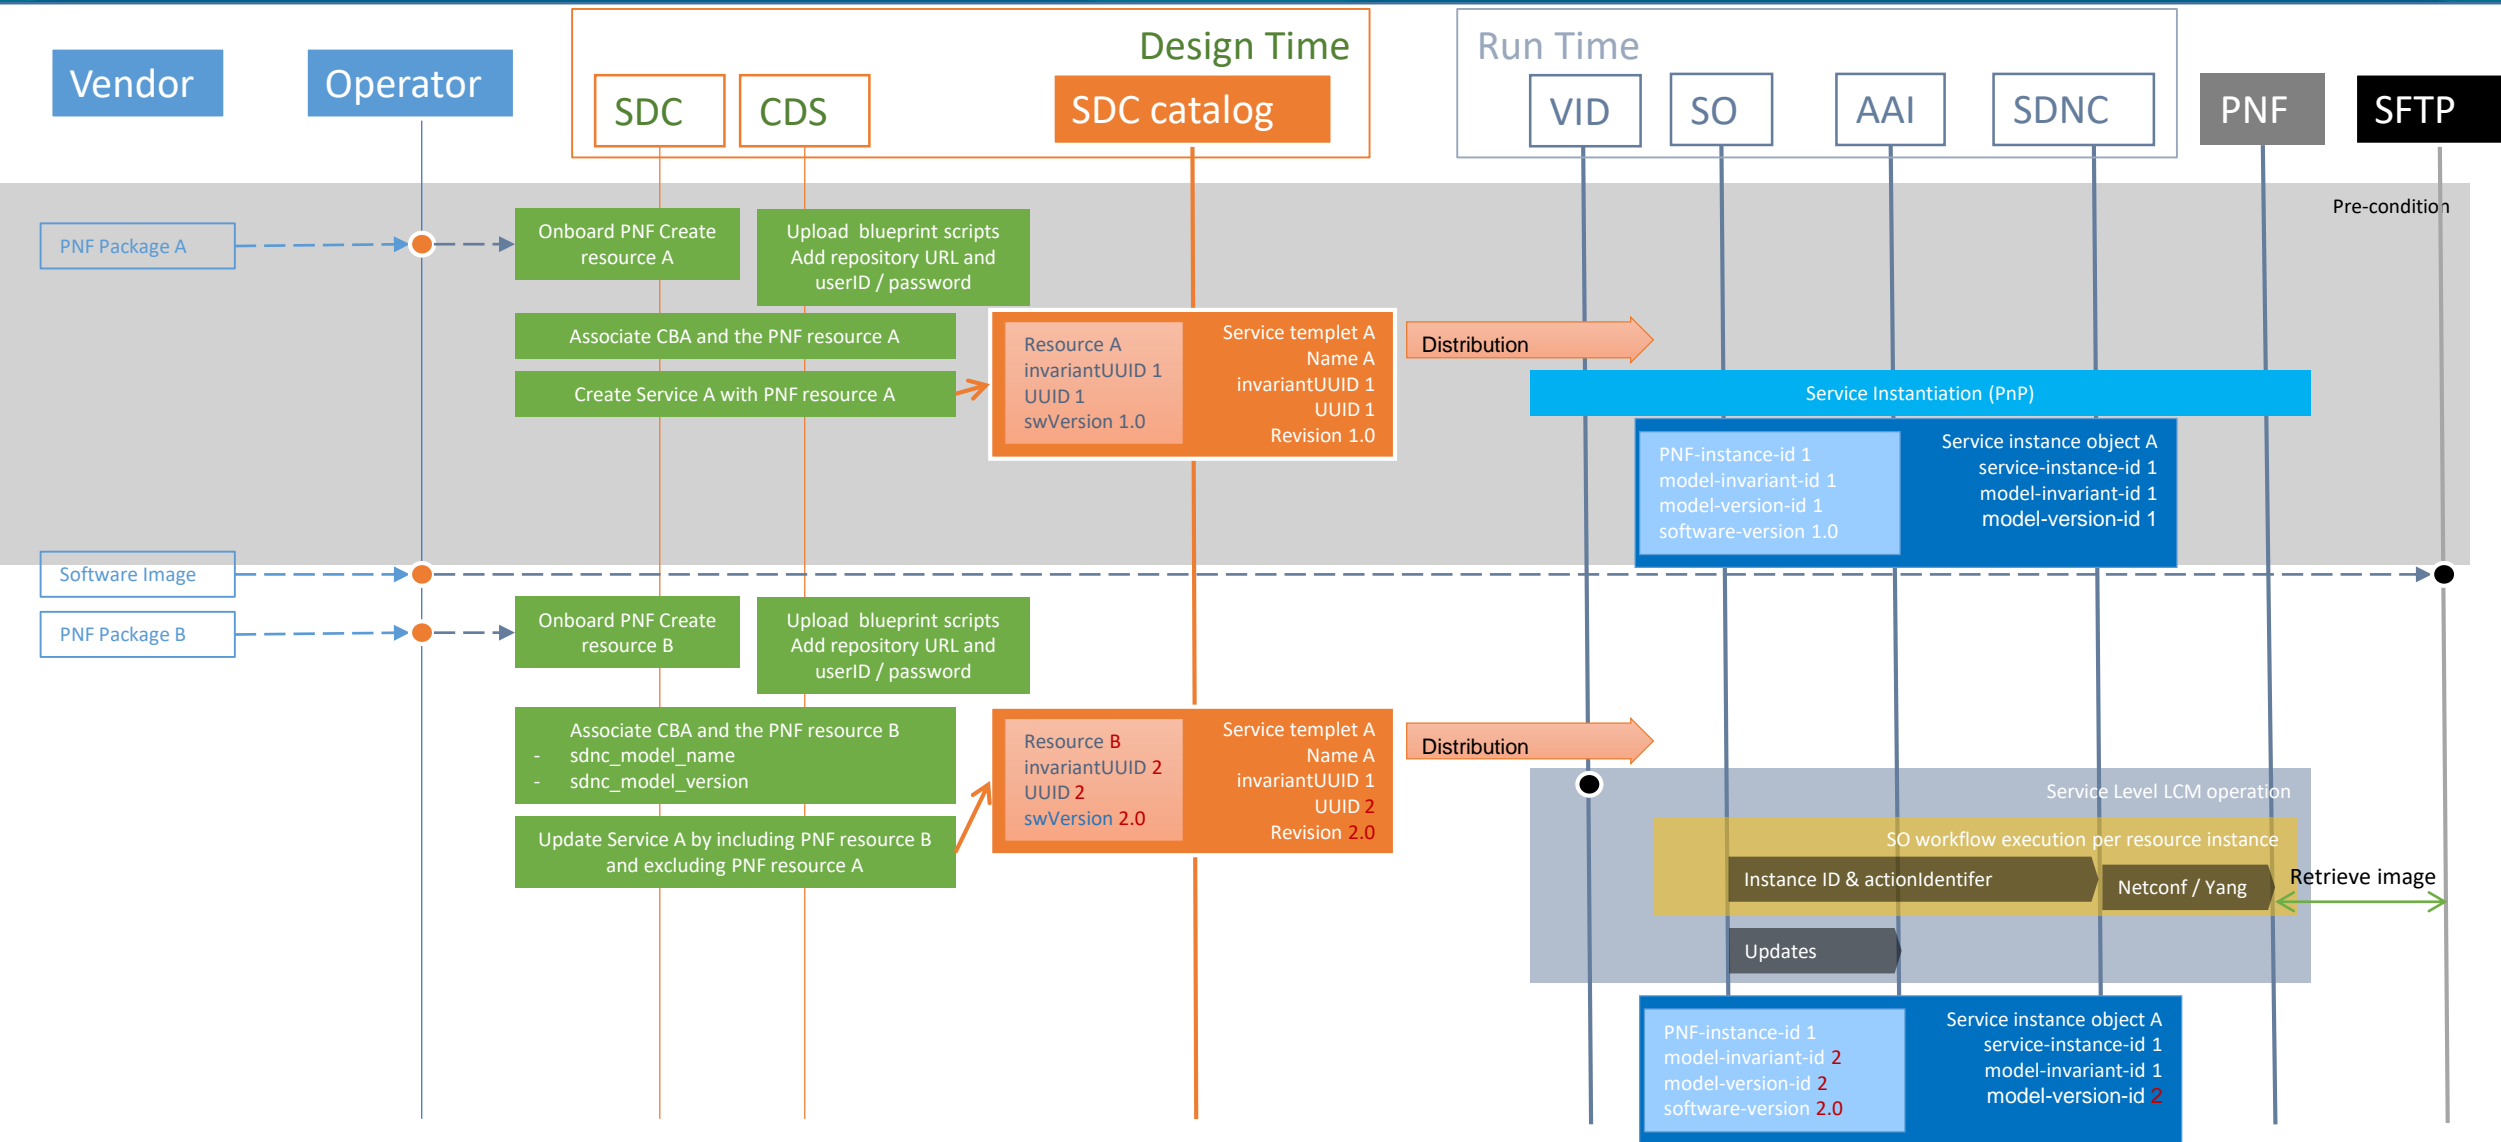 Design Time
Run Time
Vendor
Operator
SDC
CDS
SDC catalog
VID
SO
AAI
SDNC
PNF
SFTP
Pre-condition
PNF Package A
Onboard PNF Create
resource A
Upload  blueprint scripts
Add repository URL and
userID / password
Associate CBA and the PNF resource A
Create Service A with PNF resource A
Resource A
invariantUUID 1
UUID 1
swVersion 1.0
Service templet A
Name A
invariantUUID 1
UUID 1
Revision 1.0
Distribution
Service Instantiation (PnP)
PNF-instance-id 1
model-invariant-id 1
model-version-id 1
software-version 1.0
Service instance object A
service-instance-id 1
model-invariant-id 1
model-version-id 1
Software Image
PNF Package B
Onboard PNF Create
resource B
Upload  blueprint scripts
Add repository URL and
userID / password
Associate CBA and the PNF resource B
- sdnc_model_name
- sdnc_model_version
Update Service A by including PNF resource B
and excluding PNF resource A
Resource B
invariantUUID 2
UUID 2
swVersion 2.0
Service templet A
Name A
invariantUUID 1
UUID 2
Revision 2.0
Distribution
Service Level LCM operation
SO workflow execution per resource instance
Instance ID & actionIdentifer
Netconf / Yang
Retrieve image
Updates
PNF-instance-id 1
model-invariant-id 2
model-version-id 2
software-version 2.0
Service instance object A
service-instance-id 1
model-invariant-id 1
model-version-id 2